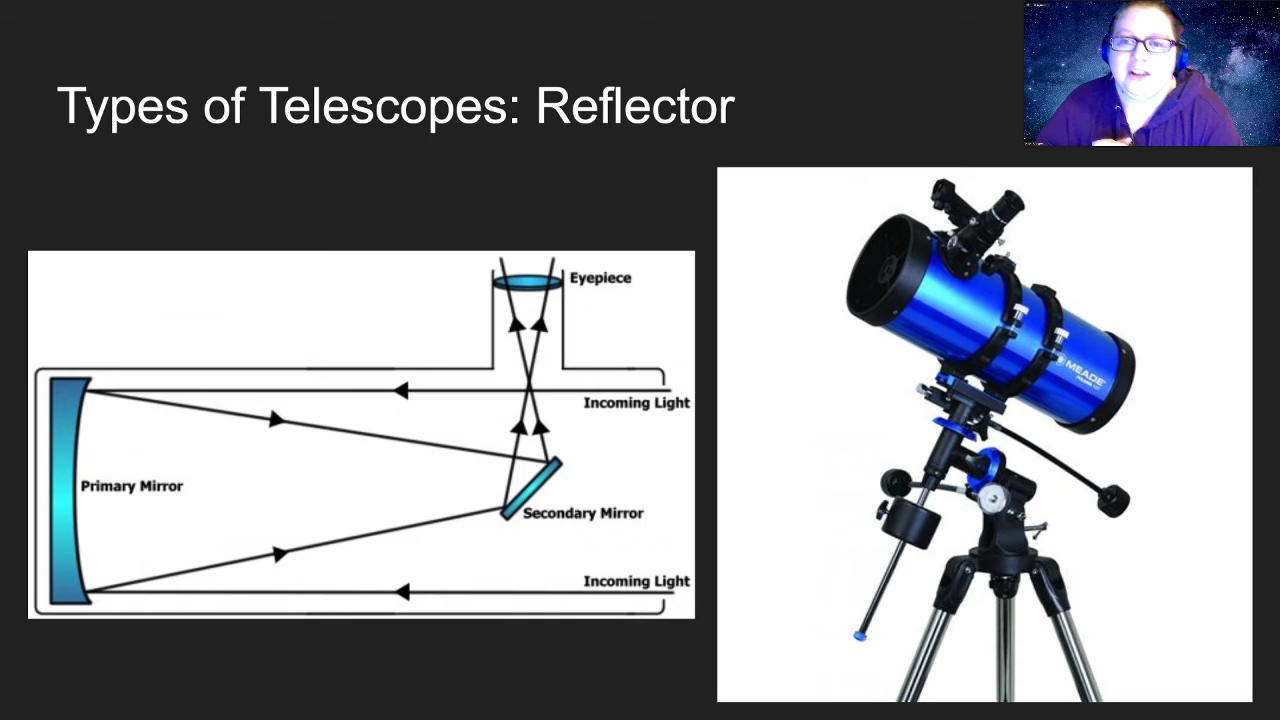 Types of Telescopes: Reflector
Eyepiece
Incoming Light
Primary Mirror
Secondary Mirror
Incoming Light
MEADE